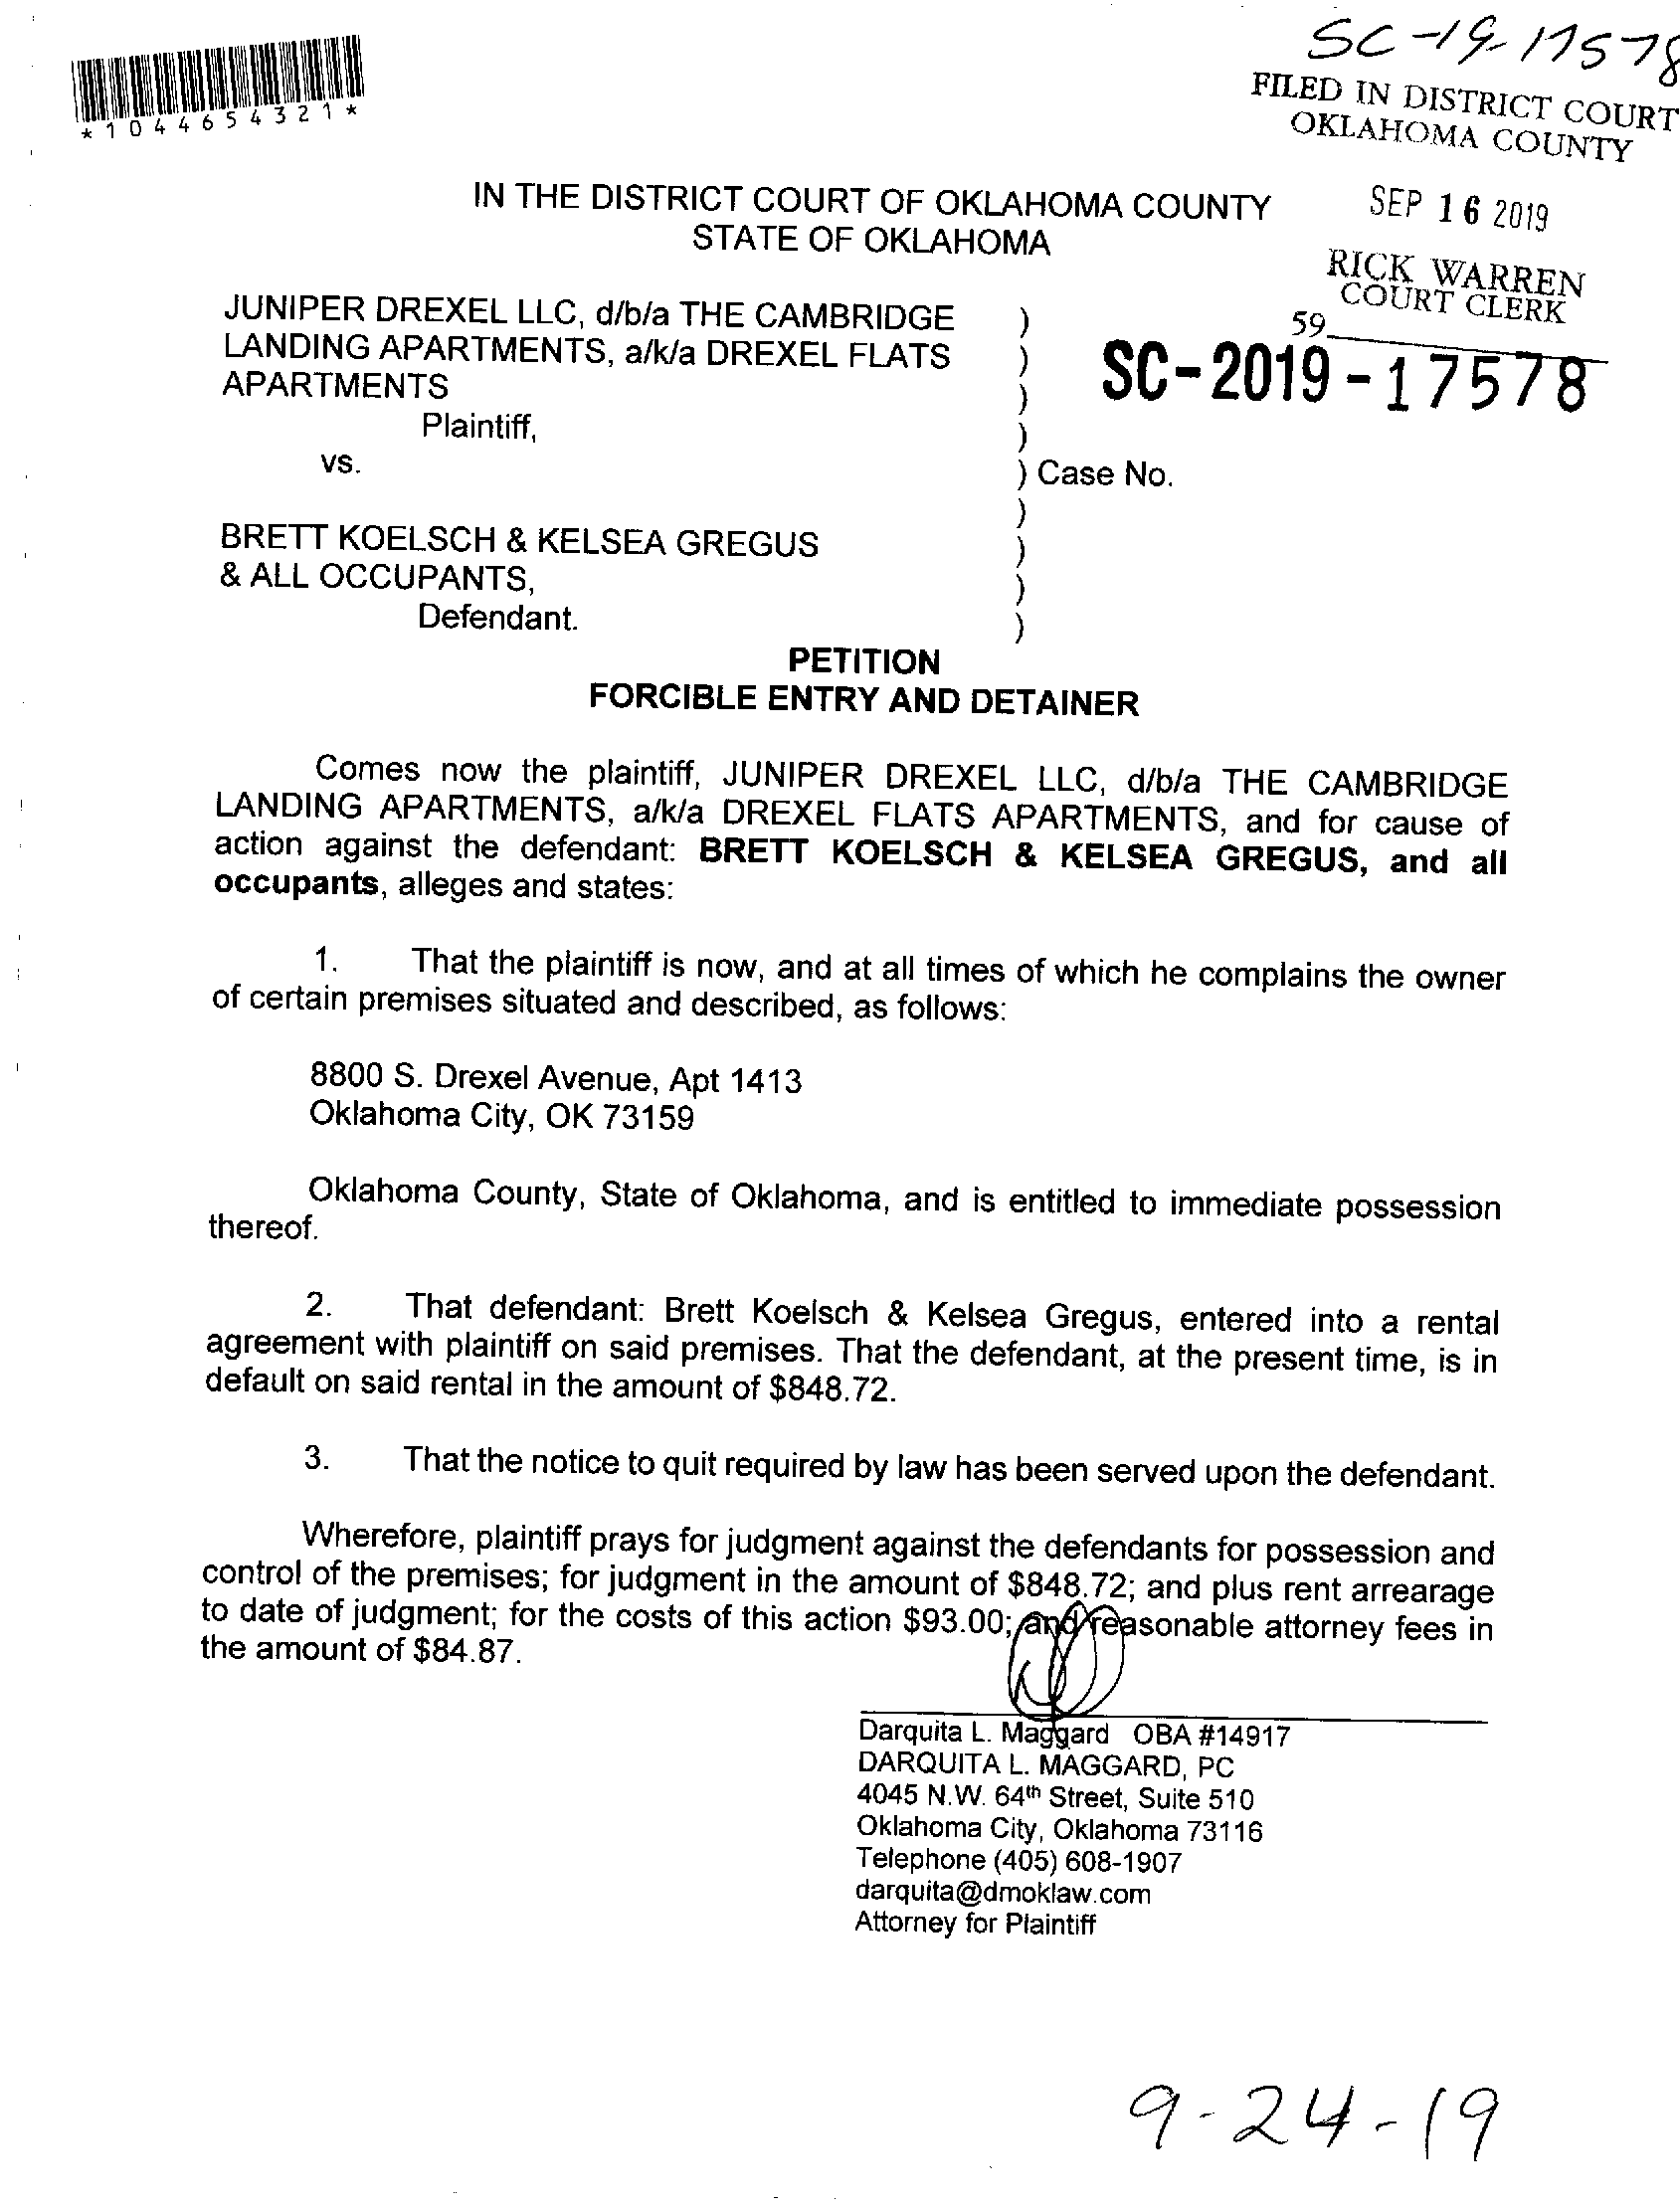 SC-19-17578
FILED IN DISTRICT COURT
OKLAHOMA COUNTY
*1044654321*
SEP 16 2019
RICK WARREN
COURT CLERK
59
SC-2019-17578
IN THE DISTRICT COURT OF OKLAHOMA COUNTY
STATE OF OKLAHOMA
JUNIPER DREXEL LLC, d/b/a THE CAMBRIDGE )
LANDING APARTMENTS, a/k/a DREXEL FLATS )
APARTMENTS )
Plaintiff, )
vs. ) Case No.
)
BRETT KOELSCH & KELSEA GREGUS )
& ALL OCCUPANTS, )
Defendant. )
PETITION
FORCIBLE ENTRY AND DETAINER
Comes now the plaintiff, JUNIPER DREXEL LLC, d/b/a THE CAMBRIDGE
LANDING APARTMENTS, a/k/a DREXEL FLATS APARTMENTS, and for cause of
action against the defendant: BRETT KOELSCH & KELSEA GREGUS, and all
occupants, alleges and states:
1. That the plaintiff is now, and at all times of which he complains the owner
of certain premises situated and described, as follows:
8800 S. Drexel Avenue, Apt 1413
Oklahoma City, OK 73159
Oklahoma County, State of Oklahoma, and is entitled to immediate possession
thereof.
2. That defendant: Brett Koelsch & Kelsea Gregus, entered into a rental
agreement with plaintiff on said premises. That the defendant, at the present time, is in
default on said rental in the amount of $848.72.
3. That the notice to quit required by law has been served upon the defendant.
Wherefore, plaintiff prays for judgment against the defendants for possession and
control of the premises; for judgment in the amount of $848.72; and plus rent arrearage
to date of judgment; for the costs of this action $93.00; and reasonable attorney fees in
the amount of $84.87.
Darquita L. Maggard OBA #14917
DARQUITA L. MAGGARD, PC
4045 N.W. 64th Street, Suite 510
Oklahoma City, Oklahoma 73116
Telephone (405) 608-1907
darquita@dmoklaw.com
Attorney for Plaintiff
9-24-19